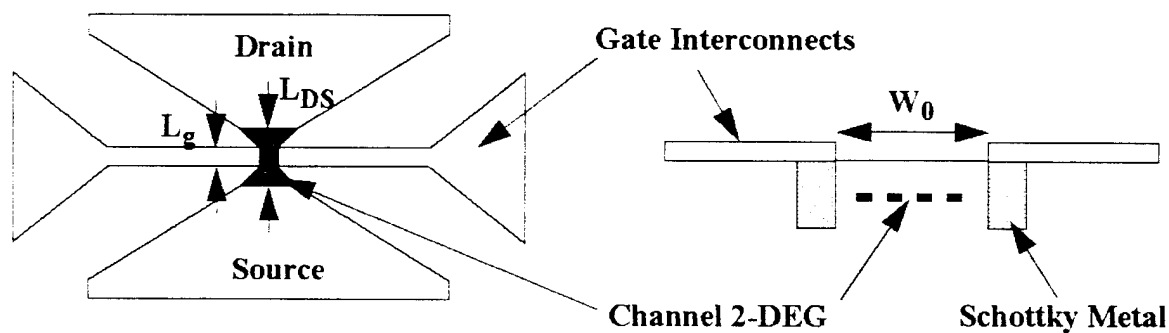 Drain
Gate Interconnects
L_DS
W_0
L_g
Source
Channel 2-DEG
Schottky Metal